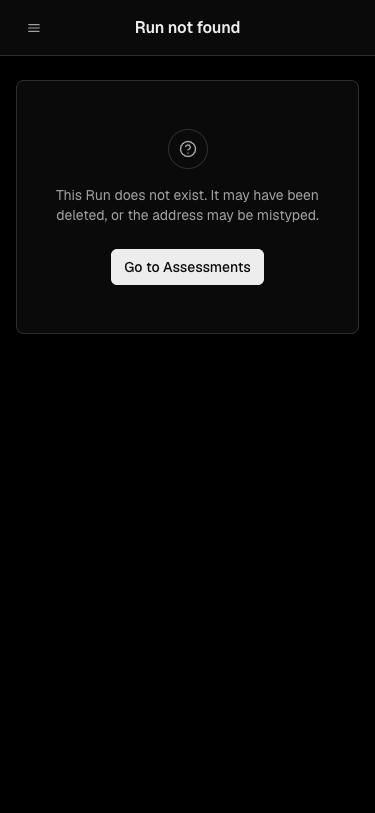 Run not found
This Run does not exist. It may have been
deleted, or the address may be mistyped.
Go to Assessments